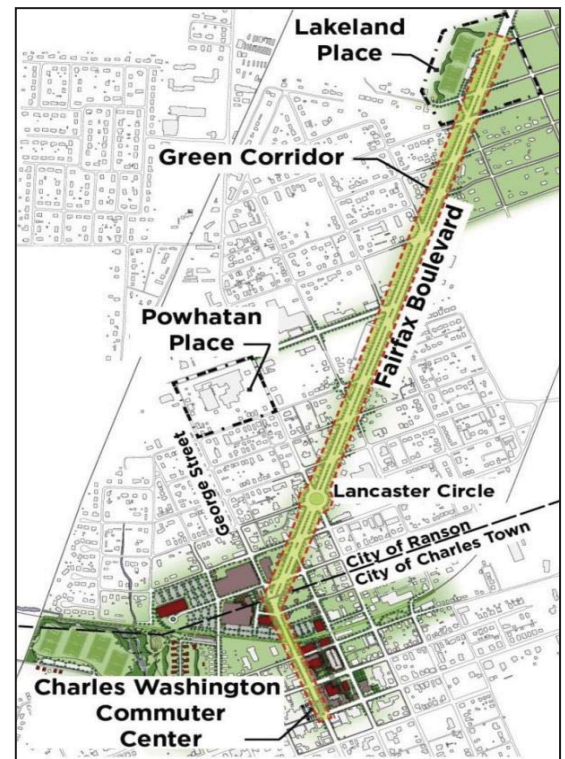 Lakeland
Place
Green Corridor
Fairfax Boulevard
Powhatan
Place
George Street
Lancaster Circle
City of Ranson
City of Charles Town
Charles Washington
Commuter
Center